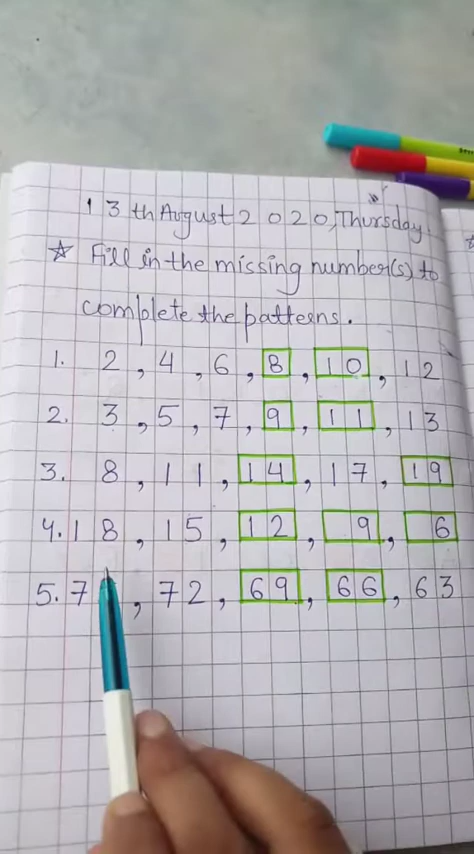 13th August 2020, Thursday.
☆ Fill in the missing number(s) to
complete the patterns.
1. 2, 4, 6, 8, 10, 12
2. 3, 5, 7, 9, 11, 13
3. 8, 11, 14, 17, 19
4. 18, 15, 12, 9, 6
5. 7, 72, 69, 66, 63